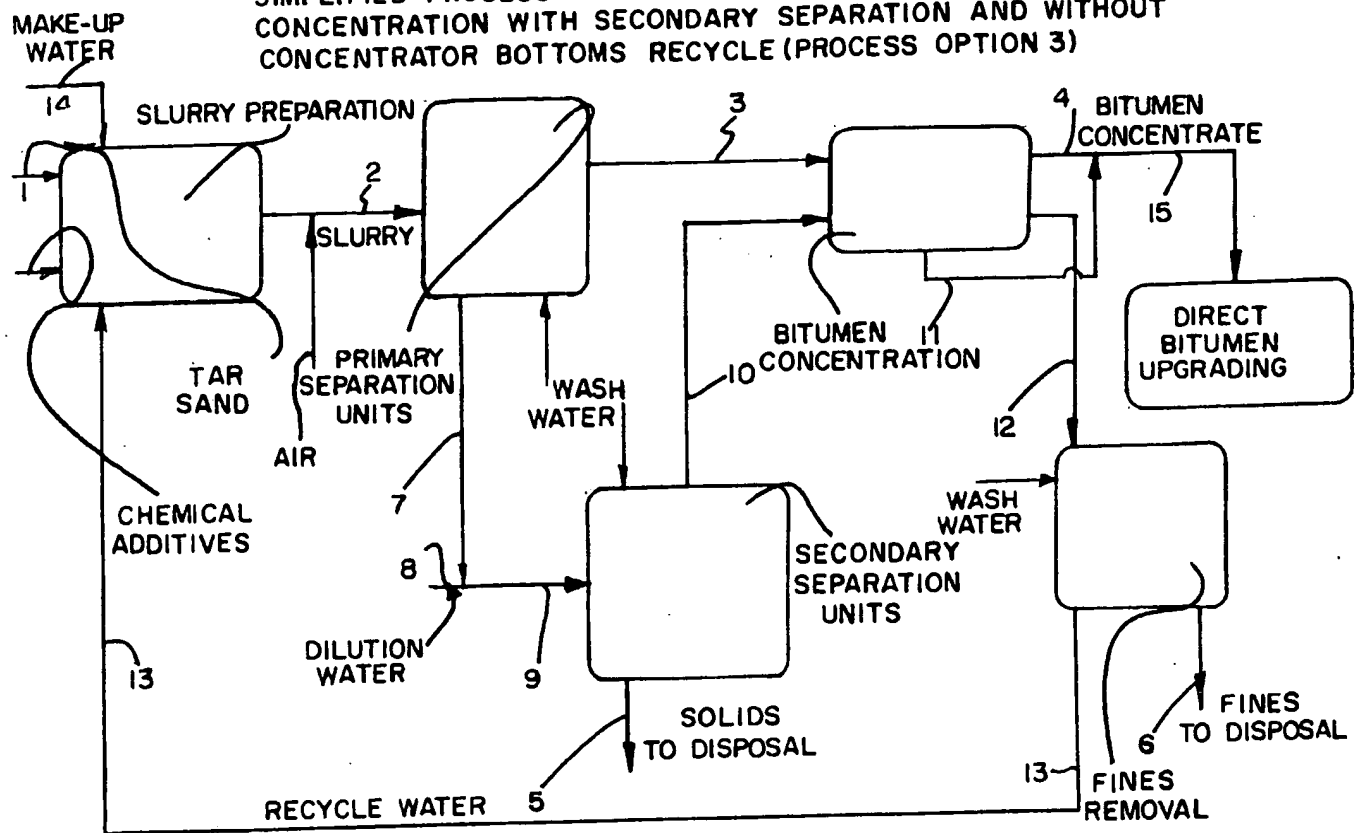 SIMPLIFIED PROCESS
CONCENTRATION WITH SECONDARY SEPARATION AND WITHOUT
CONCENTRATOR BOTTOMS RECYCLE (PROCESS OPTION 3)
MAKE-UP
WATER
14
SLURRY PREPARATION
1
2
SLURRY
3
4
BITUMEN
CONCENTRATE
15
DIRECT
BITUMEN
UPGRADING
BITUMEN
CONCENTRATION
11
10
12
TAR
SAND
AIR
PRIMARY
SEPARATION
UNITS
WASH
WATER
7
CHEMICAL
ADDITIVES
8
DILUTION
WATER
9
SECONDARY
SEPARATION
UNITS
WASH
WATER
13
SOLIDS
TO DISPOSAL
5
6
FINES
TO DISPOSAL
13
FINES
REMOVAL
RECYCLE WATER